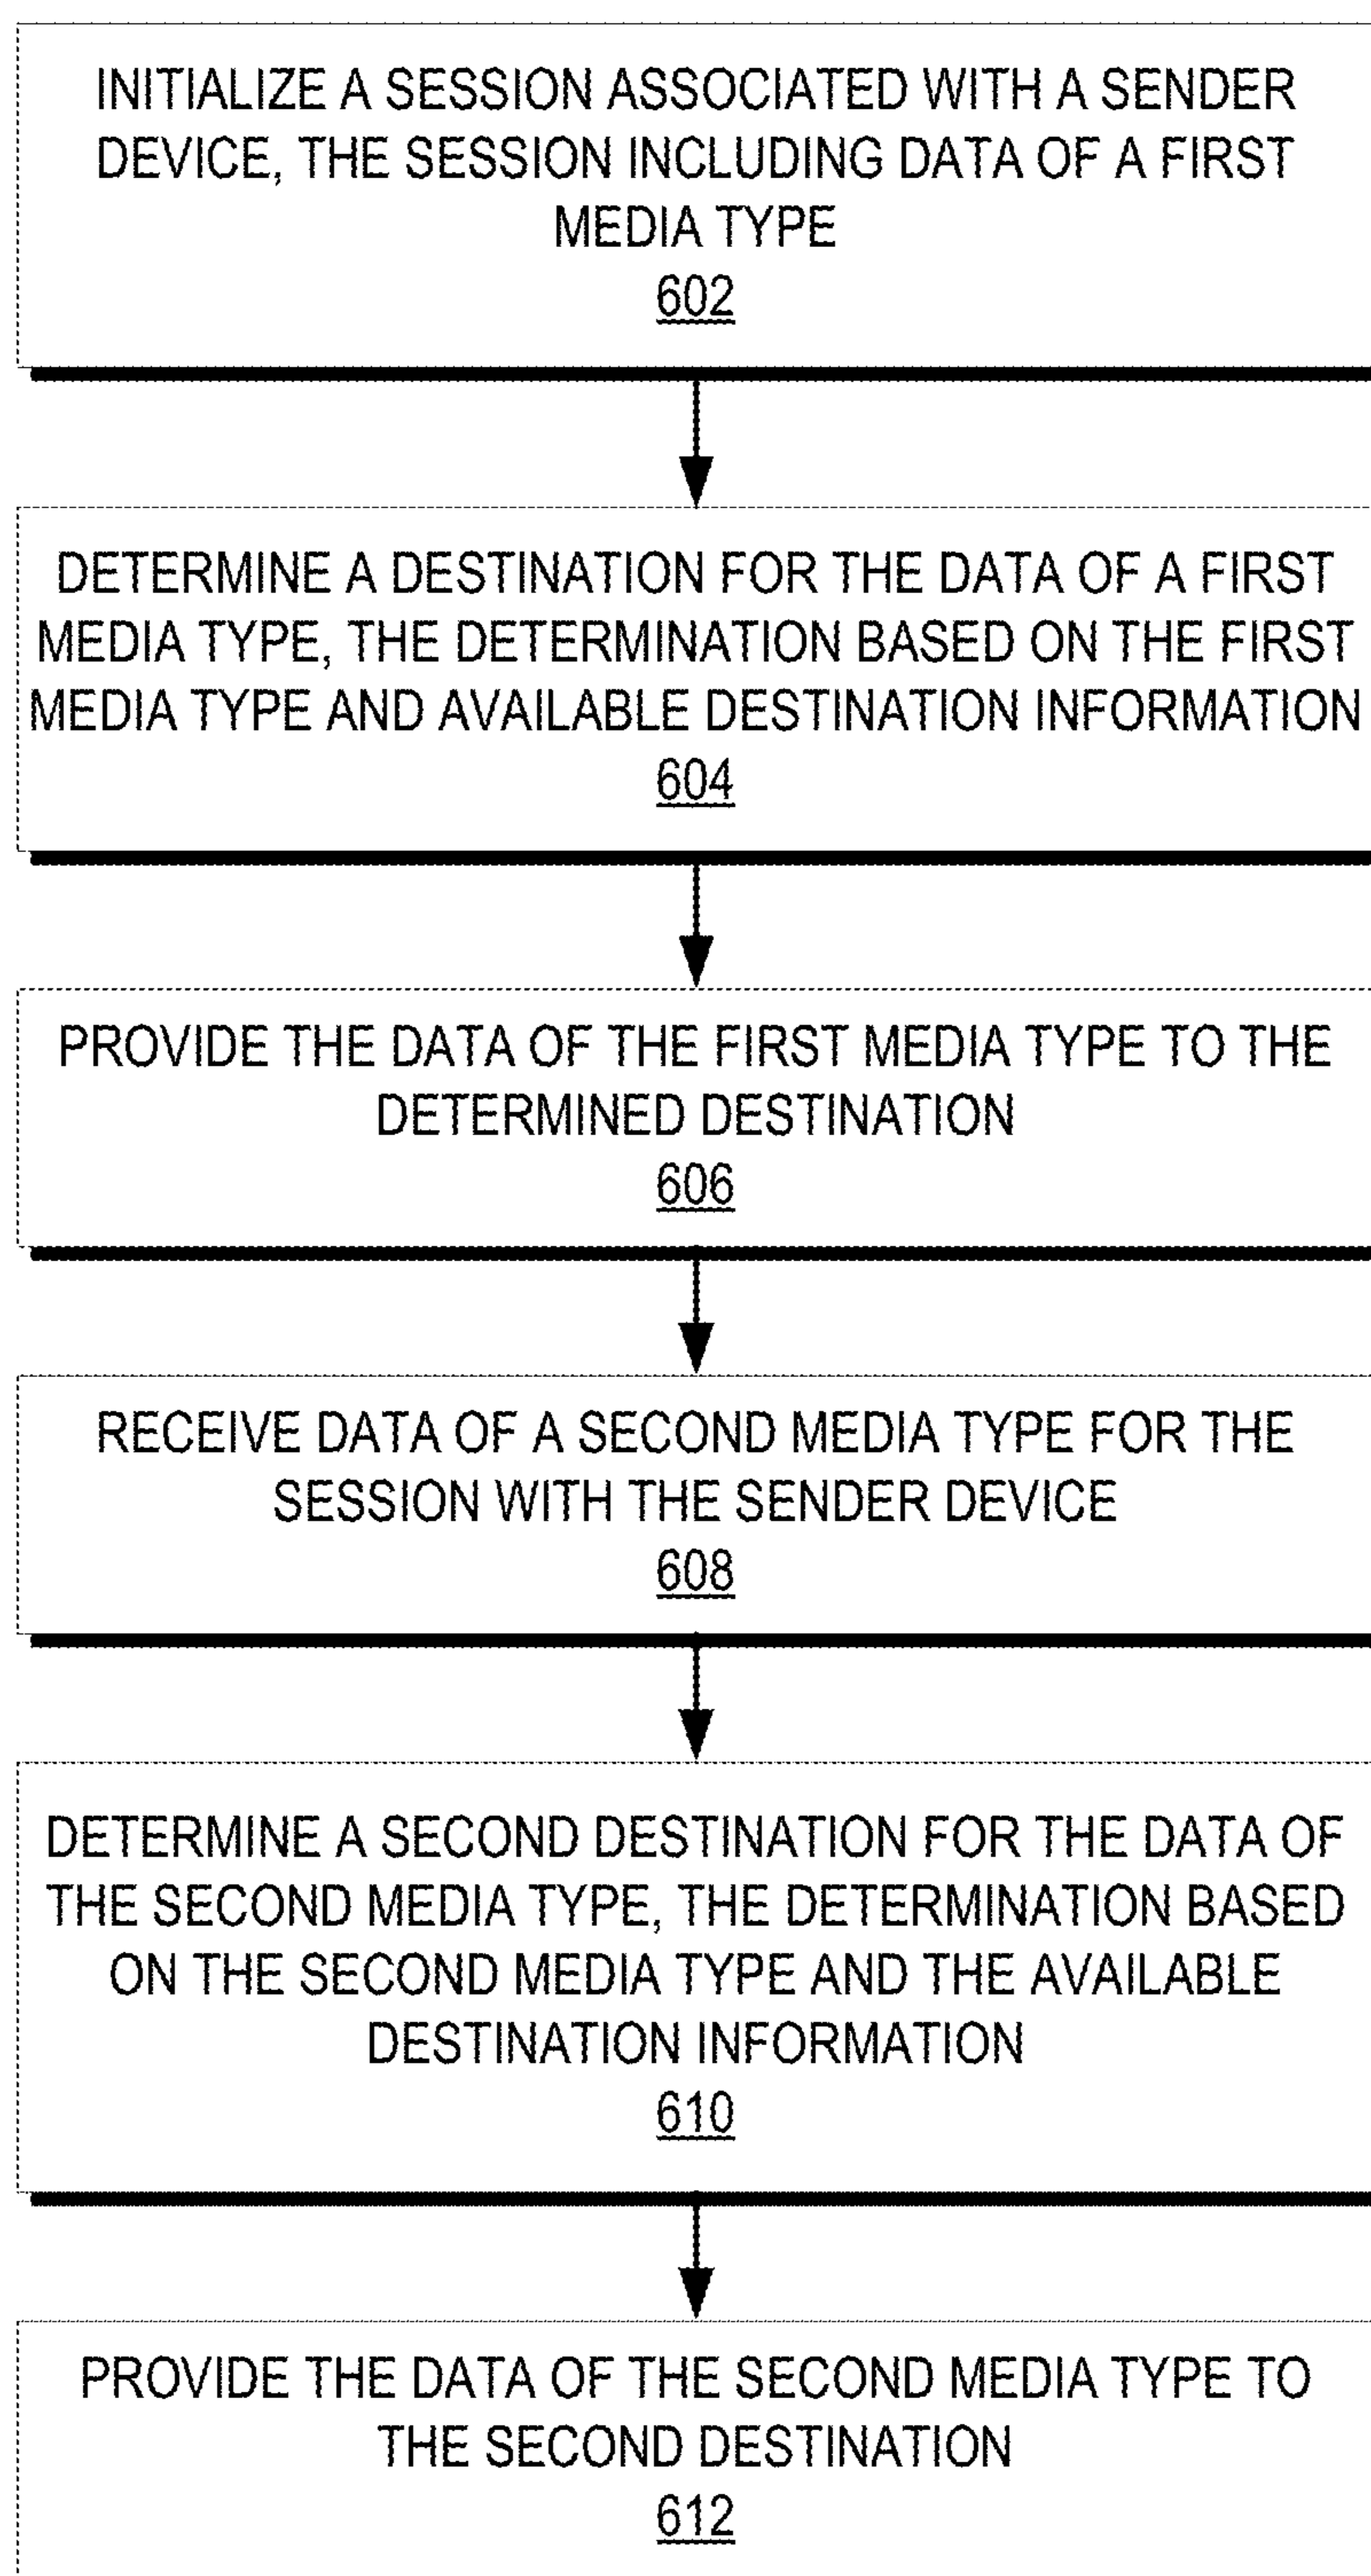 INITIALIZE A SESSION ASSOCIATED WITH A SENDER
DEVICE, THE SESSION INCLUDING DATA OF A FIRST
MEDIA TYPE
602
DETERMINE A DESTINATION FOR THE DATA OF A FIRST
MEDIA TYPE, THE DETERMINATION BASED ON THE FIRST
MEDIA TYPE AND AVAILABLE DESTINATION INFORMATION
604
PROVIDE THE DATA OF THE FIRST MEDIA TYPE TO THE
DETERMINED DESTINATION
606
RECEIVE DATA OF A SECOND MEDIA TYPE FOR THE
SESSION WITH THE SENDER DEVICE
608
DETERMINE A SECOND DESTINATION FOR THE DATA OF
THE SECOND MEDIA TYPE, THE DETERMINATION BASED
ON THE SECOND MEDIA TYPE AND THE AVAILABLE
DESTINATION INFORMATION
610
PROVIDE THE DATA OF THE SECOND MEDIA TYPE TO
THE SECOND DESTINATION
612